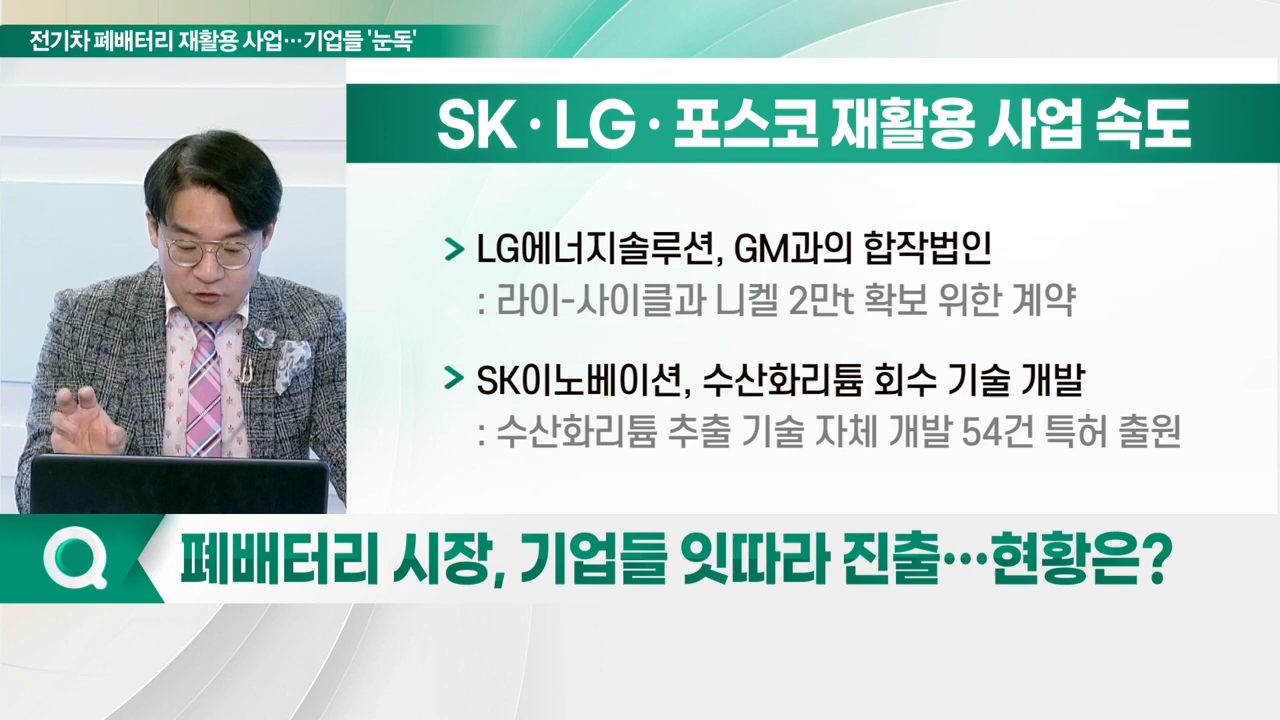 전기차 폐배터리 재활용 사업…기업들 '눈독'
SK·LG·포스코 재활용 사업 속도
> LG에너지솔루션, GM과의 합작법인
: 라이-사이클과 니켈 2만t 확보 위한 계약
> SK이노베이션, 수산화리튬 회수 기술 개발
: 수산화리튬 추출 기술 자체 개발 54건 특허 출원
Q 폐배터리 시장, 기업들 잇따라 진출…현황은?